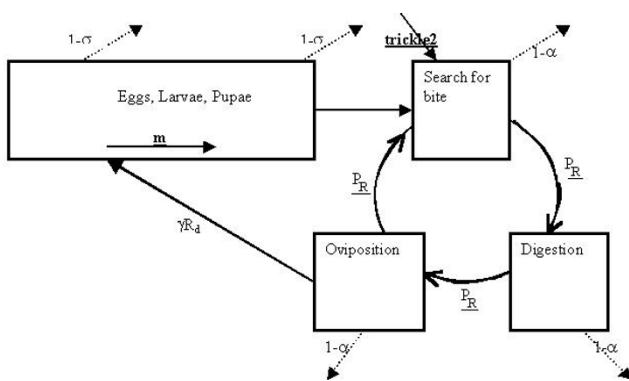 1-σ
1-σ
trickle2
1-α
Eggs, Larvae, Pupae
Search for
bite
m
P_R
P_R
γR_d
Oviposition
Digestion
P_R
1-α
1-α